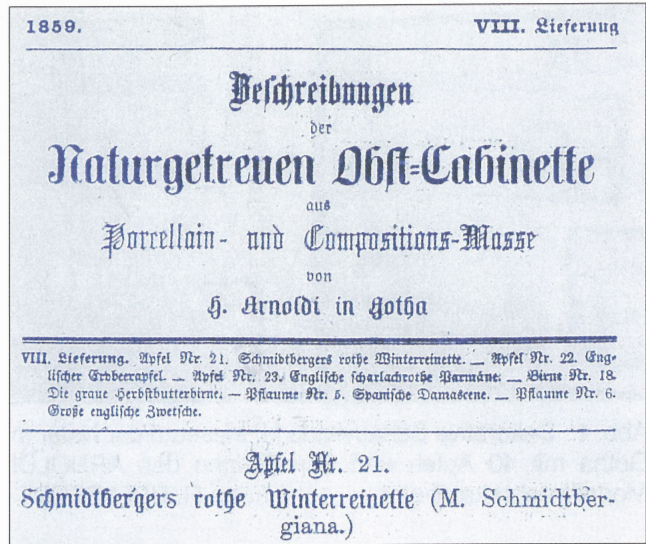 1859. VIII. Lieferung
Beschreibungen
der
Naturgetreuen Obst-Cabinette
aus
Porcellain- und Compositions-Masse
von
H. Arnoldi in Gotha
VIII. Lieferung. Apfel Nr. 21. Schmidtbergers rothe Winterreinette. — Apfel Nr. 22. Eng-
lischer Erdbeerapfel. — Apfel Nr. 23. Englische scharlachrothe Parmäne. — Birne Nr. 18.
Die graue Herbstbutterbirne. — Pflaume Nr. 5. Spanische Damascene. — Pflaume Nr. 6.
Große englische Zwetsche.
Apfel Nr. 21.
Schmidtbergers rothe Winterreinette (M. Schmidtber-
giana.)